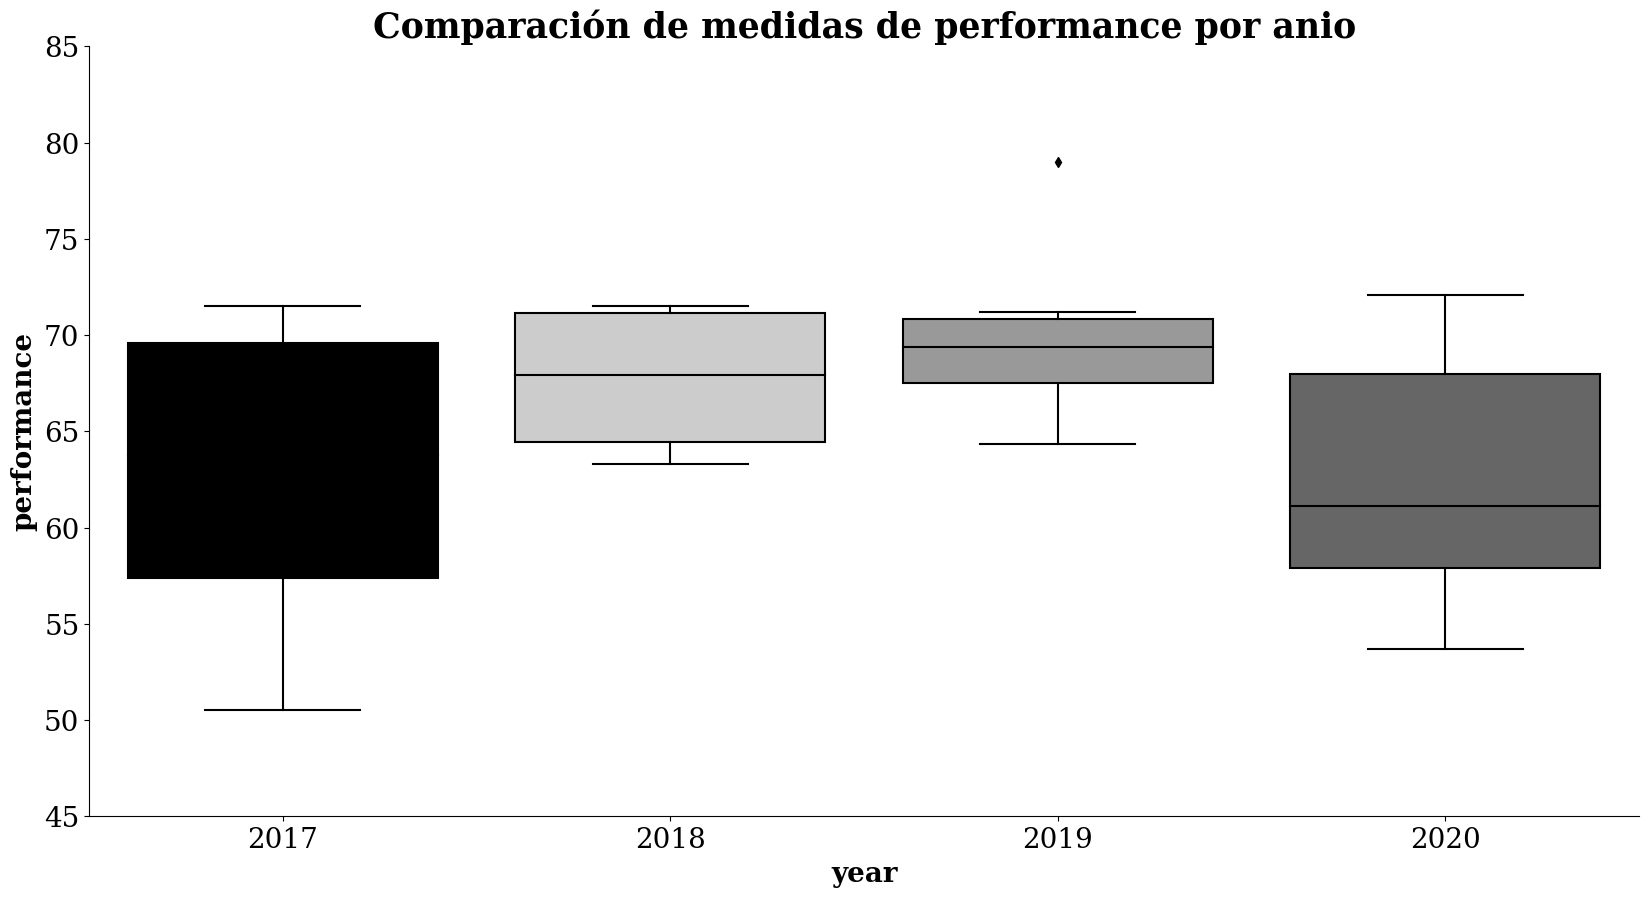 Comparación de medidas de performance por anio
85
80
75
70
65
60
55
50
45
performance
2017 2018 2019 2020
year